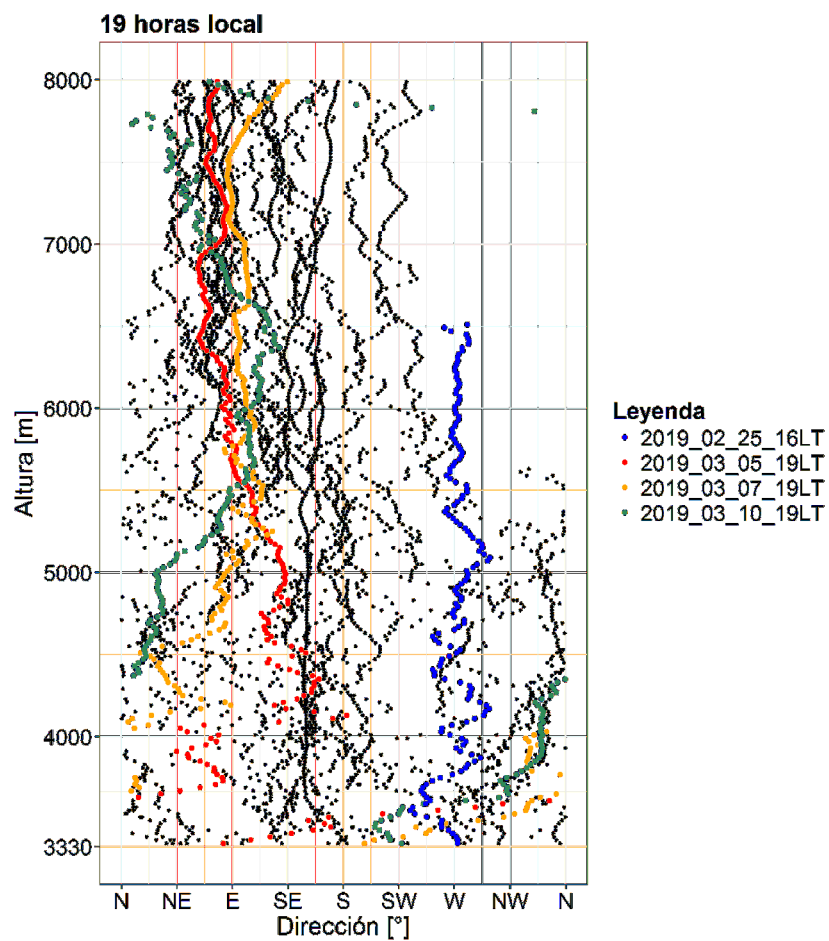 19 horas local
8000
7000
6000
5000
4000
3330
Altura [m]
N NE E SE S SW W NW N
Dirección [°]
Leyenda
2019_02_25_16LT
2019_03_05_19LT
2019_03_07_19LT
2019_03_10_19LT